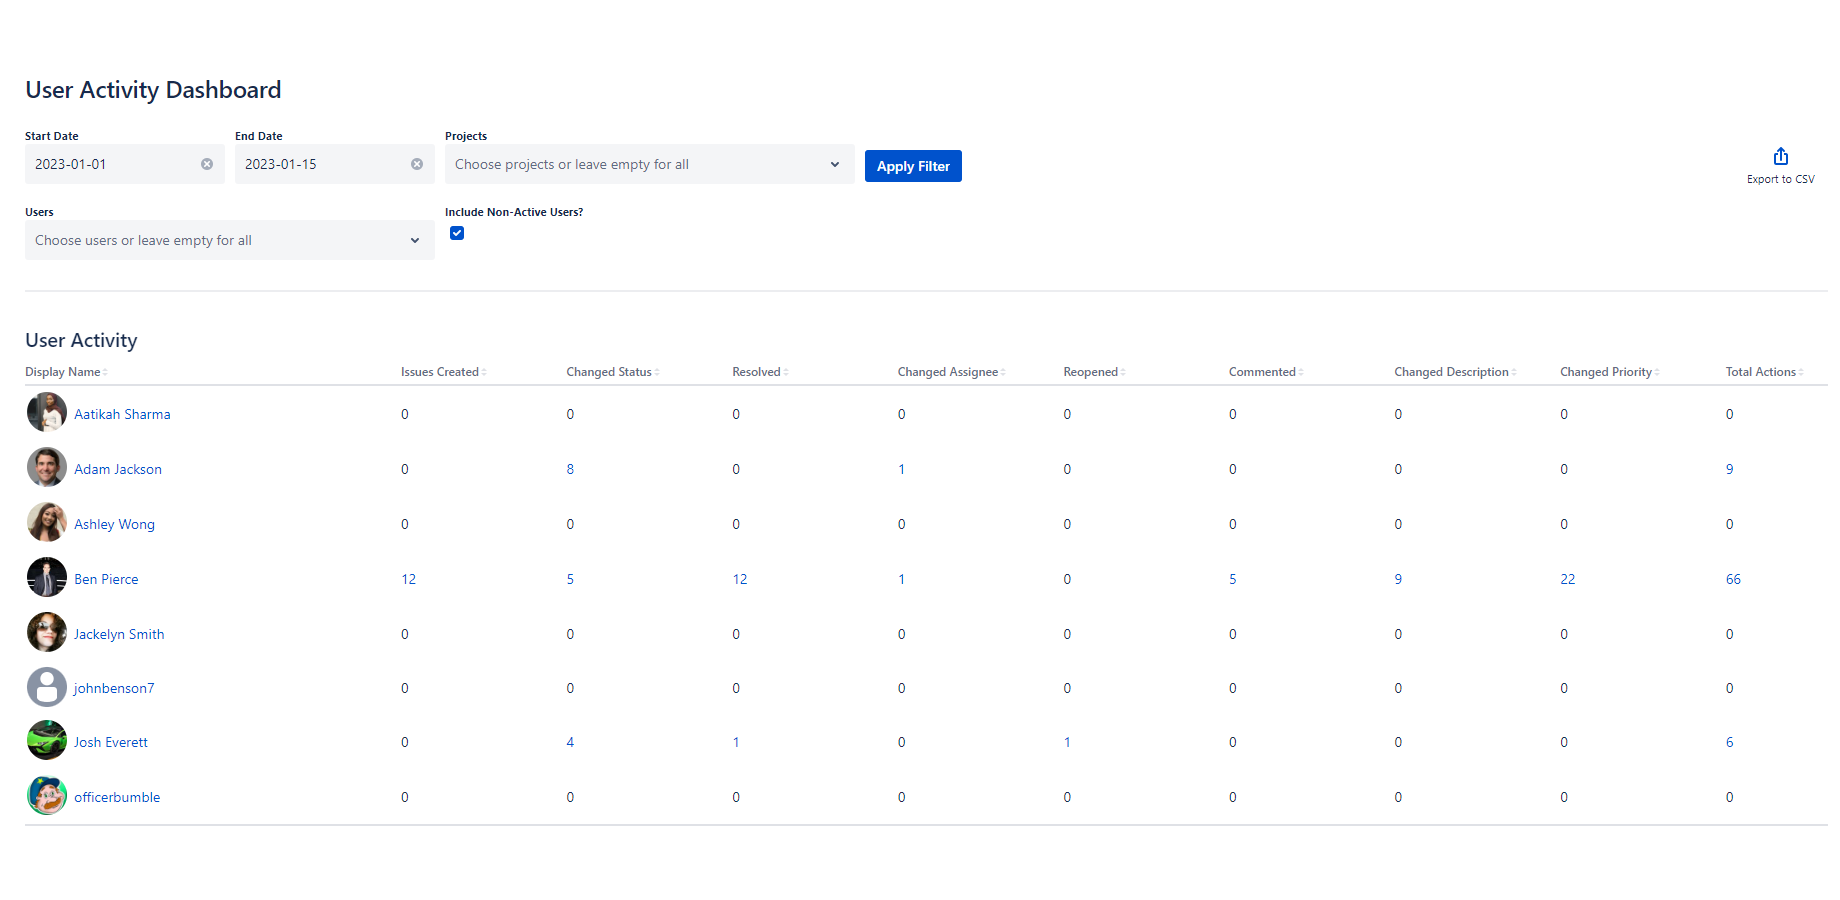 User Activity Dashboard
Start Date End Date Projects
2023-01-01 2023-01-15 Choose projects or leave empty for all Apply Filter
Export to CSV
Users Include Non-Active Users?
Choose users or leave empty for all
User Activity
Display Name Issues Created Changed Status Resolved Changed Assignee Reopened Commented Changed Description Changed Priority Total Actions
Aatikah Sharma 0 0 0 0 0 0 0 0 0
Adam Jackson 0 8 0 1 0 0 0 0 9
Ashley Wong 0 0 0 0 0 0 0 0 0
Ben Pierce 12 5 12 1 0 5 9 22 66
Jackelyn Smith 0 0 0 0 0 0 0 0 0
johnbenson7 0 0 0 0 0 0 0 0 0
Josh Everett 0 4 1 0 1 0 0 0 6
officerbumble 0 0 0 0 0 0 0 0 0